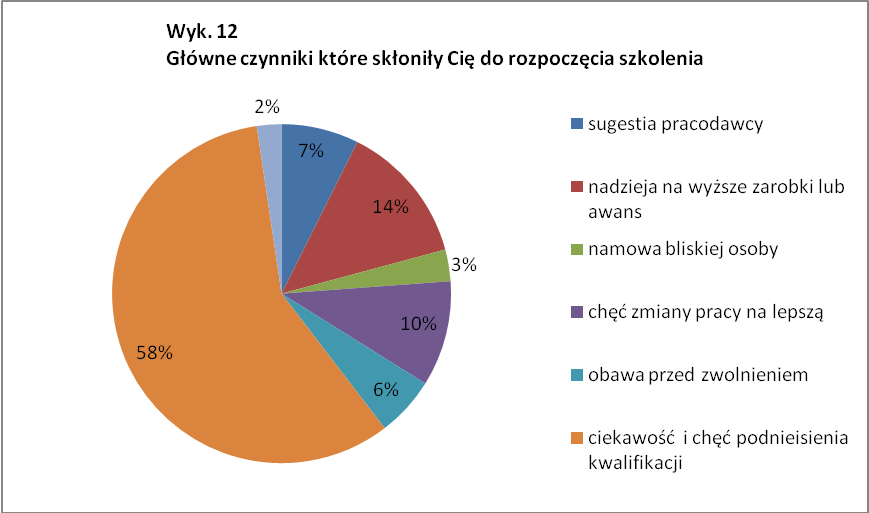 Wyk. 12
Główne czynniki które skłoniły Cię do rozpoczęcia szkolenia
2%
7%
14%
3%
10%
6%
58%
sugestia pracodawcy
nadzieja na wyższe zarobki lub
awans
namowa bliskiej osoby
chęć zmiany pracy na lepszą
obawa przed zwolnieniem
ciekawość i chęć podnieisienia
kwalifikacji